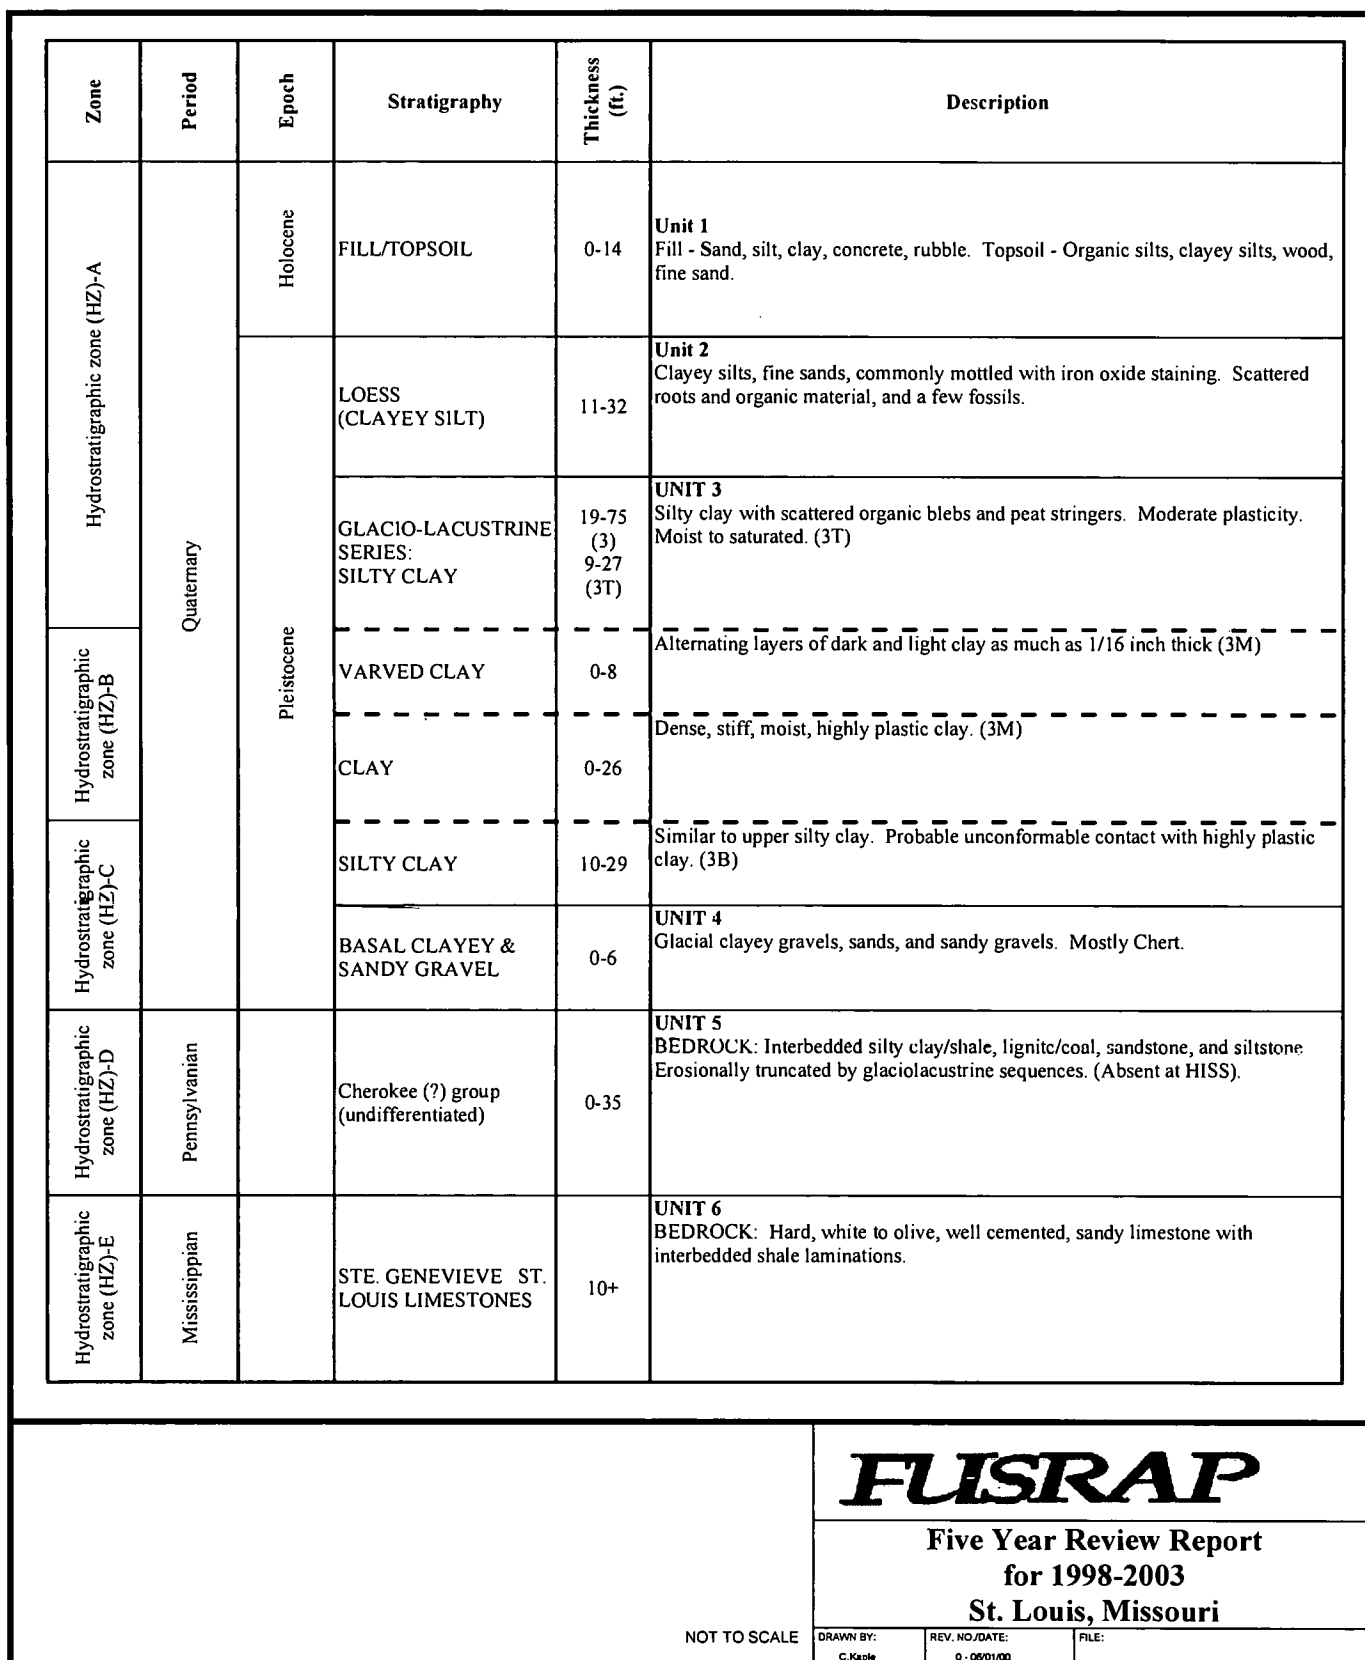 Zone Period Epoch Stratigraphy Thickness (ft.) Description
Hydrostratigraphic zone (HZ)-A
Quaternary
Holocene
FILL/TOPSOIL
0-14
Unit 1
Fill - Sand, silt, clay, concrete, rubble. Topsoil - Organic silts, clayey silts, wood,
fine sand.
Pleistocene
LOESS
(CLAYEY SILT)
11-32
Unit 2
Clayey silts, fine sands, commonly mottled with iron oxide staining. Scattered
roots and organic material, and a few fossils.
GLACIO-LACUSTRINE
SERIES:
SILTY CLAY
19-75
(3)
9-27
(3T)
UNIT 3
Silty clay with scattered organic blebs and peat stringers. Moderate plasticity.
Moist to saturated. (3T)
Hydrostratigraphic
zone (HZ)-B
VARVED CLAY
0-8
Alternating layers of dark and light clay as much as 1/16 inch thick (3M)
CLAY
0-26
Dense, stiff, moist, highly plastic clay. (3M)
Hydrostratigraphic
zone (HZ)-C
SILTY CLAY
10-29
Similar to upper silty clay. Probable unconformable contact with highly plastic
clay. (3B)
BASAL CLAYEY &
SANDY GRAVEL
0-6
UNIT 4
Glacial clayey gravels, sands, and sandy gravels. Mostly Chert.
Hydrostratigraphic
zone (HZ)-D
Pennsylvanian
Cherokee (?) group
(undifferentiated)
0-35
UNIT 5
BEDROCK: Interbedded silty clay/shale, lignite/coal, sandstone, and siltstone
Erosionally truncated by glaciolacustrine sequences. (Absent at HISS).
Hydrostratigraphic
zone (HZ)-E
Mississippian
STE. GENEVIEVE ST.
LOUIS LIMESTONES
10+
UNIT 6
BEDROCK: Hard, white to olive, well cemented, sandy limestone with
interbedded shale laminations.
FUSRAP
Five Year Review Report
for 1998-2003
St. Louis, Missouri
NOT TO SCALE
DRAWN BY:
C.Kaple
REV. NO./DATE:
0 - 06/01/00
FILE: